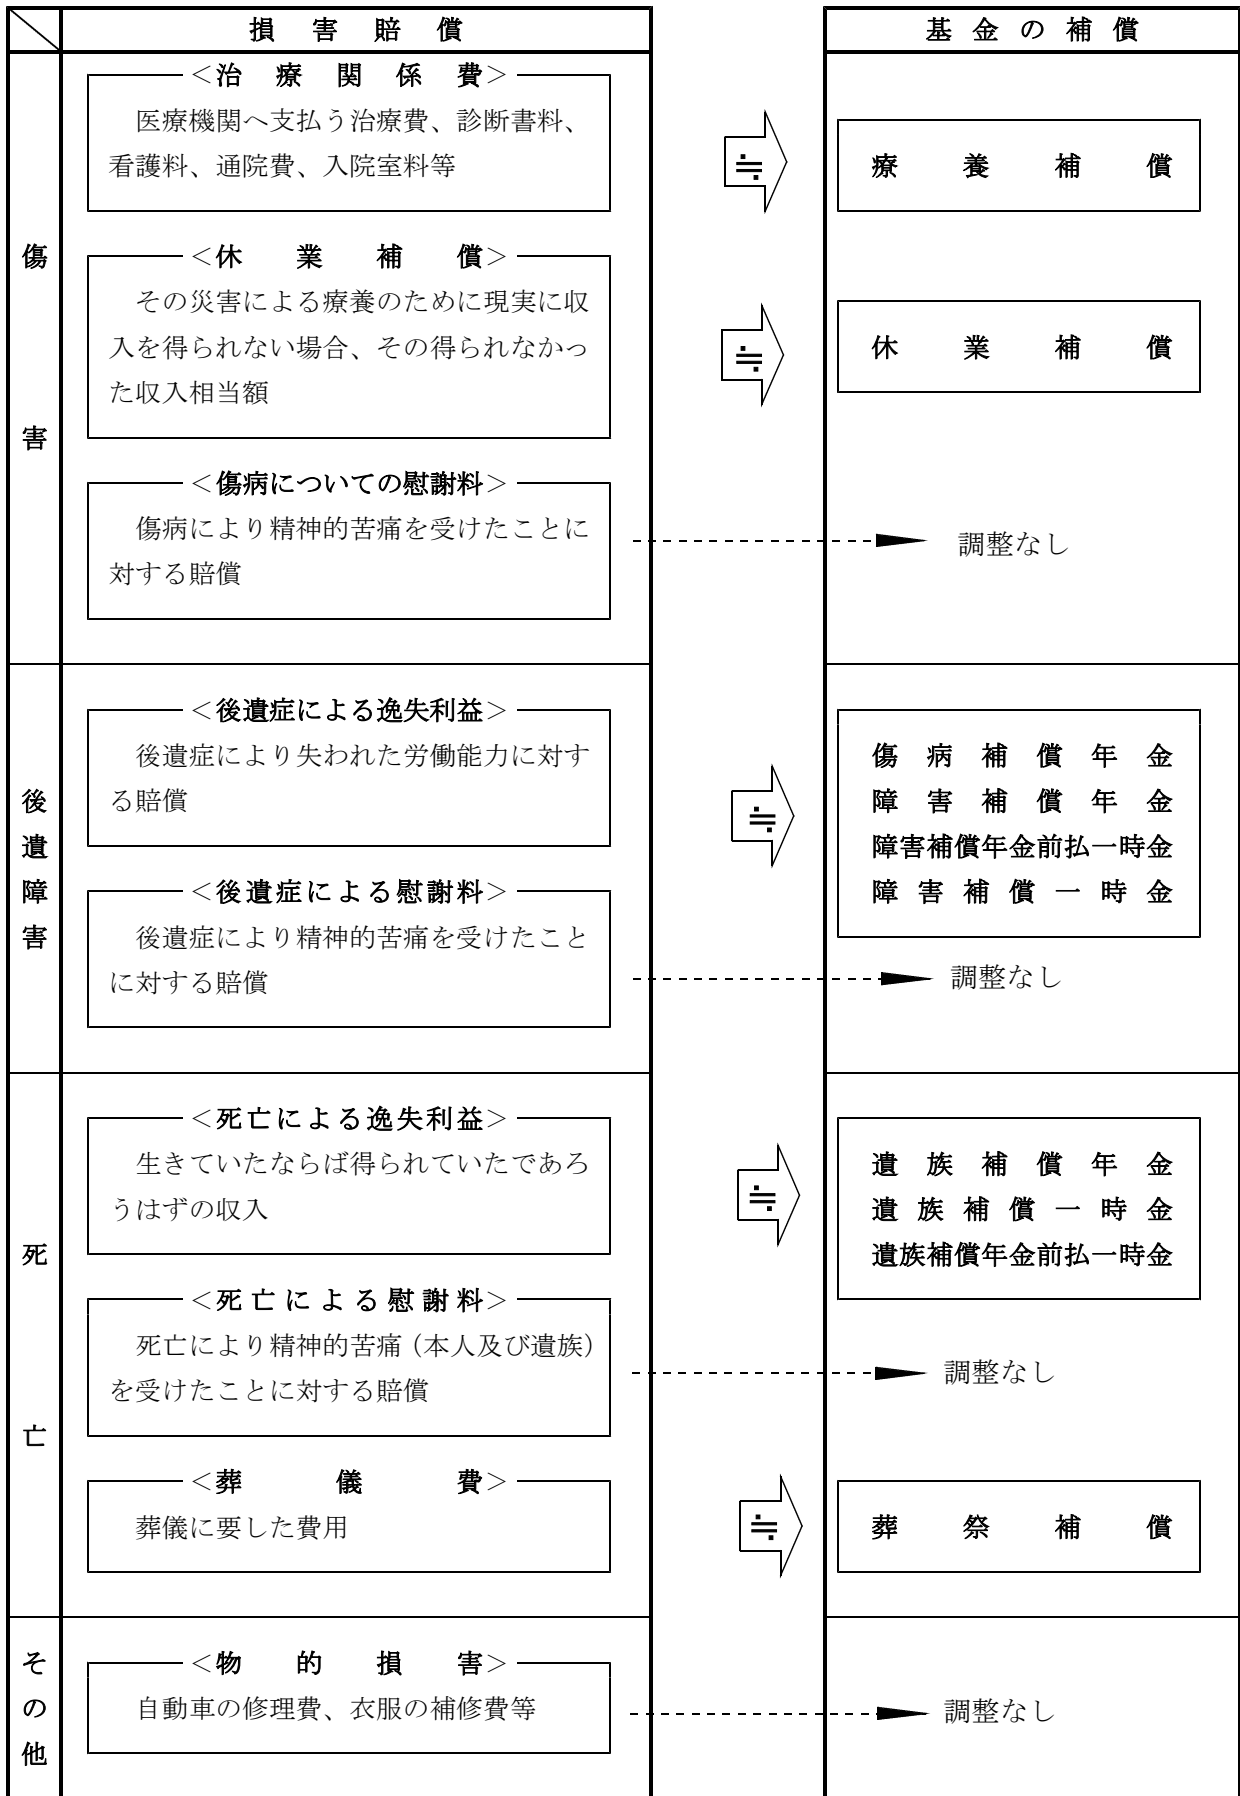 損害賠償
基金の補償
傷害
＜治療関係費＞
医療機関へ支払う治療費、診断書料、
看護料、通院費、入院室料等
≒
療養補償
＜休業補償＞
その災害による療養のために現実に収
入を得られない場合、その得られなかっ
た収入相当額
≒
休業補償
＜傷病についての慰謝料＞
傷病により精神的苦痛を受けたことに
対する賠償
調整なし
後遺障害
＜後遺症による逸失利益＞
後遺症により失われた労働能力に対す
る賠償
≒
傷病補償年金
障害補償年金
障害補償年金前払一時金
障害補償一時金
＜後遺症による慰謝料＞
後遺症により精神的苦痛を受けたこと
に対する賠償
調整なし
死亡
＜死亡による逸失利益＞
生きていたならば得られていたであろ
うはずの収入
≒
遺族補償年金
遺族補償一時金
遺族補償年金前払一時金
＜死亡による慰謝料＞
死亡により精神的苦痛（本人及び遺族）
を受けたことに対する賠償
調整なし
＜葬儀費＞
葬儀に要した費用
≒
葬祭補償
その他
＜物的損害＞
自動車の修理費、衣服の補修費等
調整なし